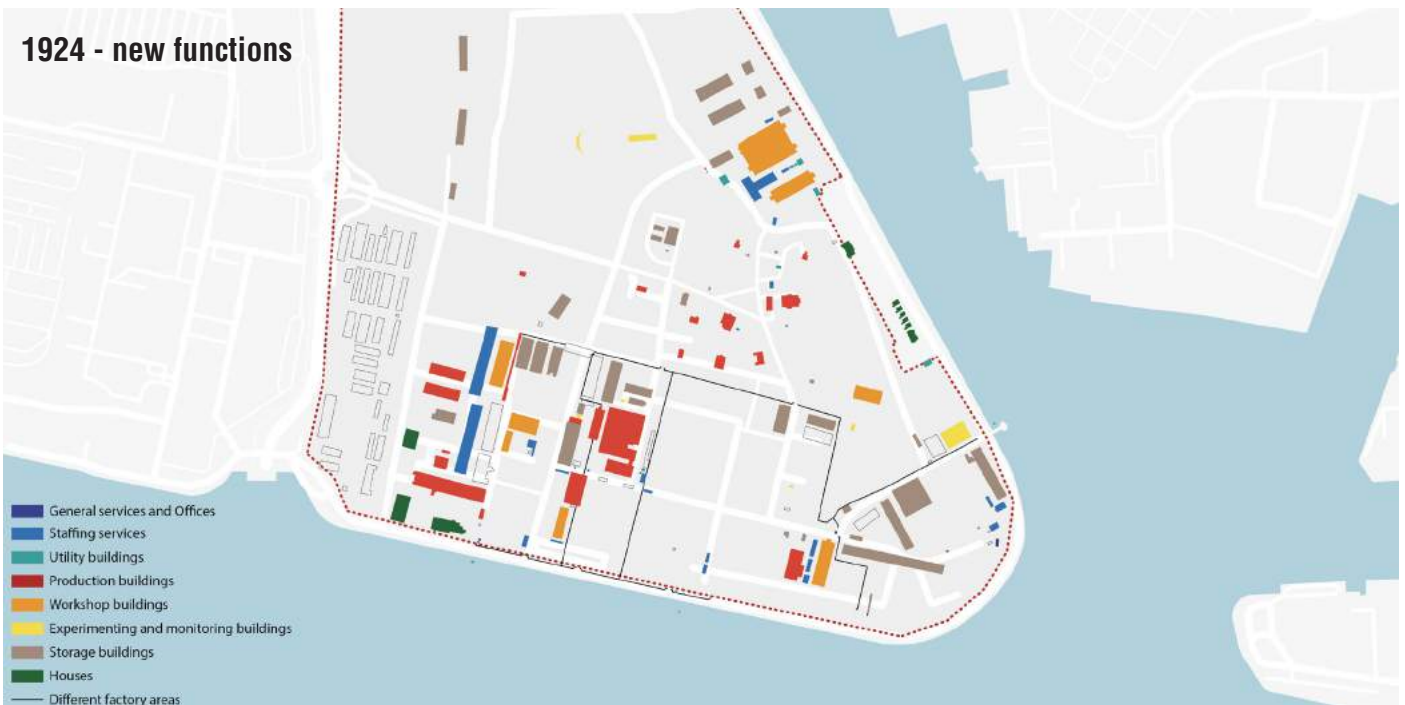 1924 - new functions
General services and Offices
Staffing services
Utility buildings
Production buildings
Workshop buildings
Experimenting and monitoring buildings
Storage buildings
Houses
Different factory areas